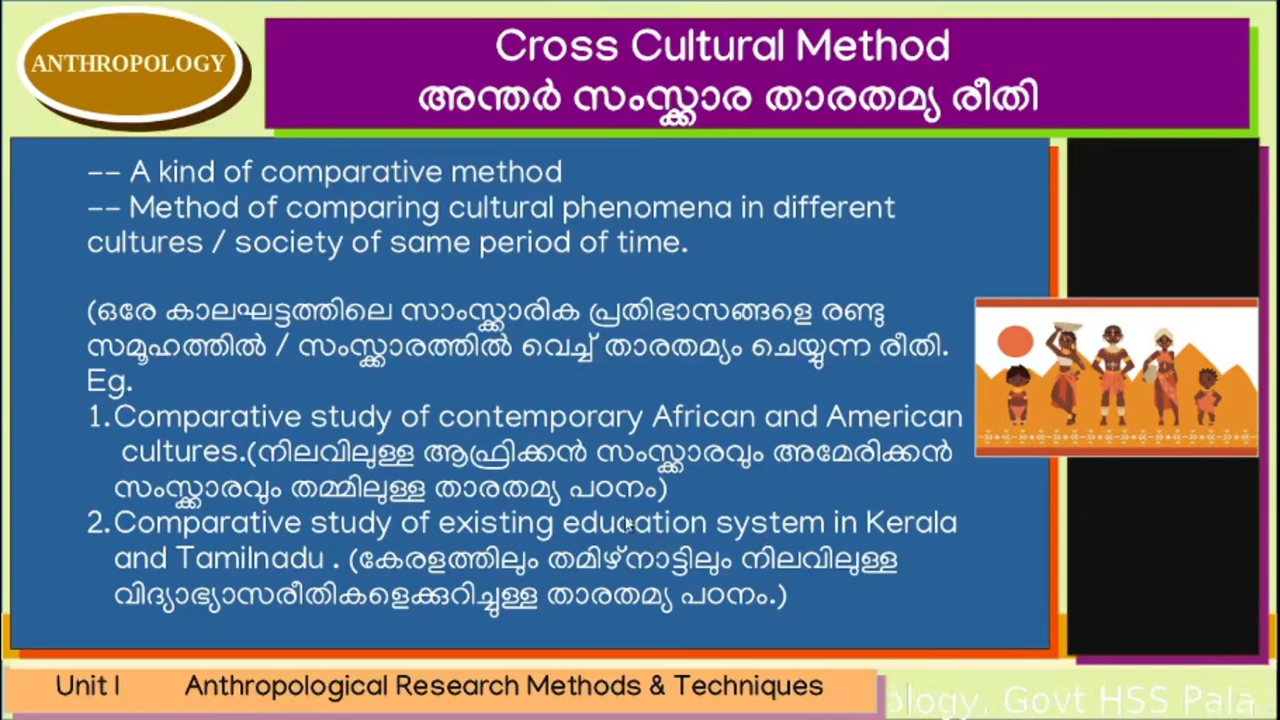 ANTHROPOLOGY
Cross Cultural Method
അന്തർ സംസ്ക്കാര താരതമ്യ രീതി
-- A kind of comparative method
-- Method of comparing cultural phenomena in different
cultures / society of same period of time.
(ഒരേ കാലഘട്ടത്തിലെ സാംസ്ക്കാരിക പ്രതിഭാസങ്ങളെ രണ്ടു
സമൂഹത്തിൽ / സംസ്ക്കാരത്തിൽ വെച്ച് താരതമ്യം ചെയ്യുന്ന രീതി.
Eg.
1.Comparative study of contemporary African and American
cultures.(നിലവിലുള്ള ആഫ്രിക്കൻ സംസ്ക്കാരവും അമേരിക്കൻ
സംസ്ക്കാരവും തമ്മിലുള്ള താരതമ്യ പഠനം)
2.Comparative study of existing education system in Kerala
and Tamilnadu . (കേരളത്തിലും തമിഴ്നാട്ടിലും നിലവിലുള്ള
വിദ്യാഭ്യാസരീതികളെക്കുറിച്ചുള്ള താരതമ്യ പഠനം.)
Unit I Anthropological Research Methods & Techniques
ology, Govt HSS Pala